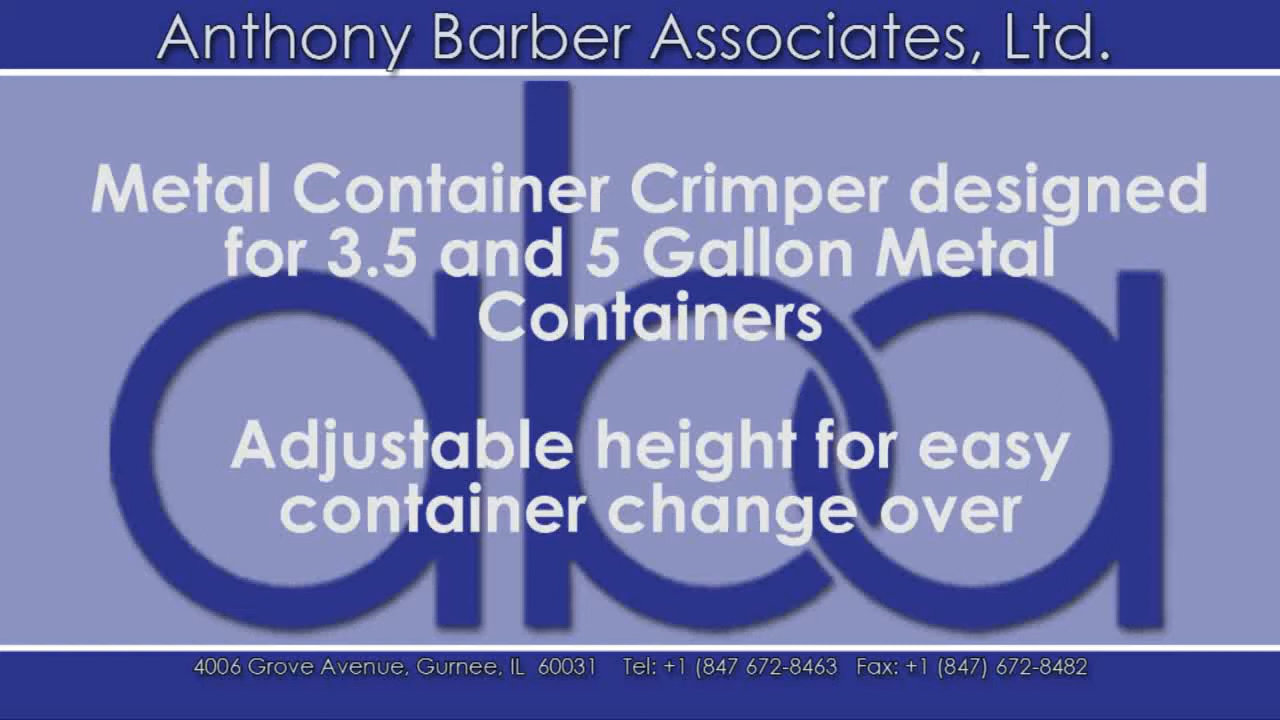 Anthony Barber Associates, Ltd.
Metal Container Crimper designed
for 3.5 and 5 Gallon Metal
Containers
Adjustable height for easy
container change over
aba
4006 Grove Avenue, Gurnee, IL 60031 Tel: +1 (847 672-8463 Fax: +1 (847) 672-8482